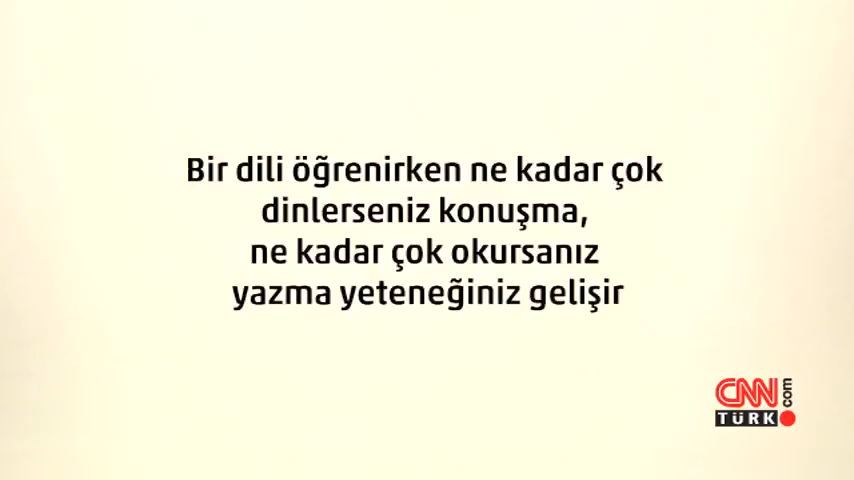 Bir dili öğrenirken ne kadar çok
dinlerseniz konuşma,
ne kadar çok okursanız
yazma yeteneğiniz gelişir
CNN
TÜRK
.com